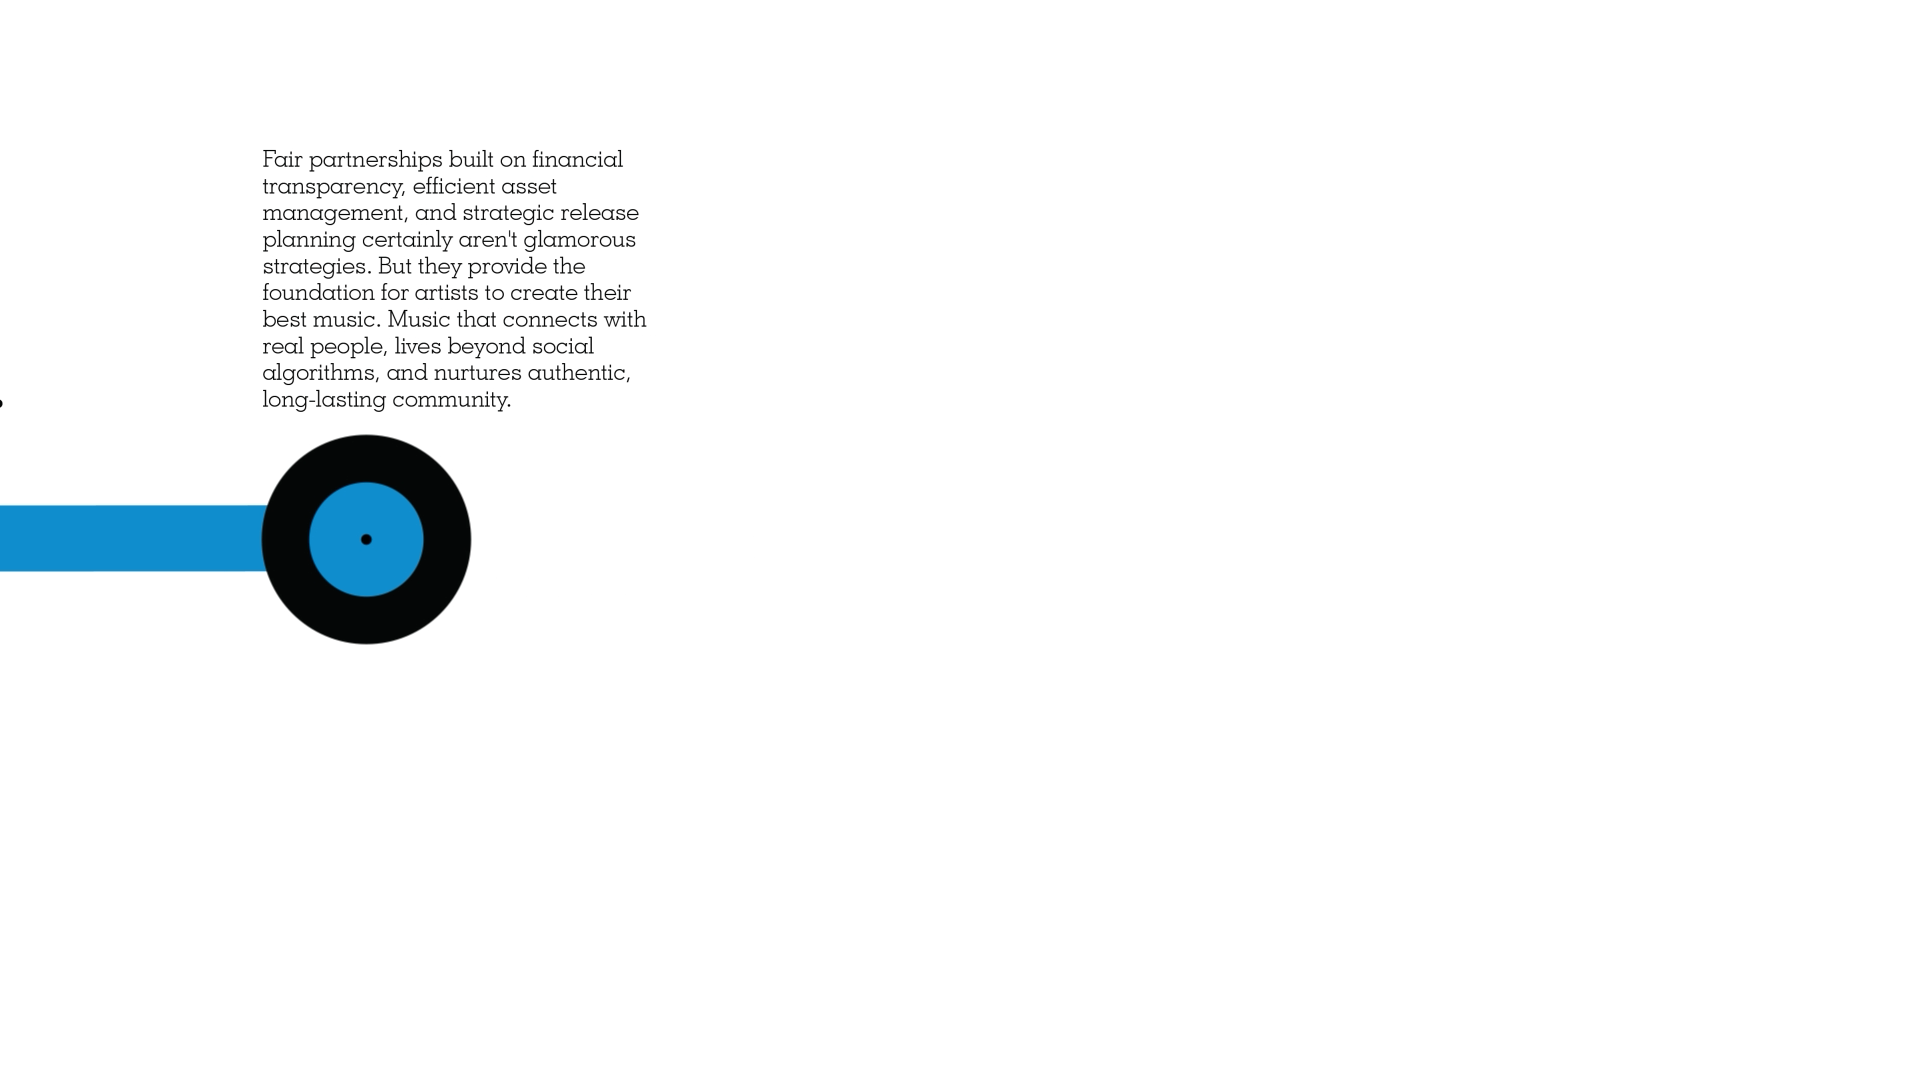 Fair partnerships built on financial
transparency, efficient asset
management, and strategic release
planning certainly aren't glamorous
strategies. But they provide the
foundation for artists to create their
best music. Music that connects with
real people, lives beyond social
algorithms, and nurtures authentic,
long-lasting community.